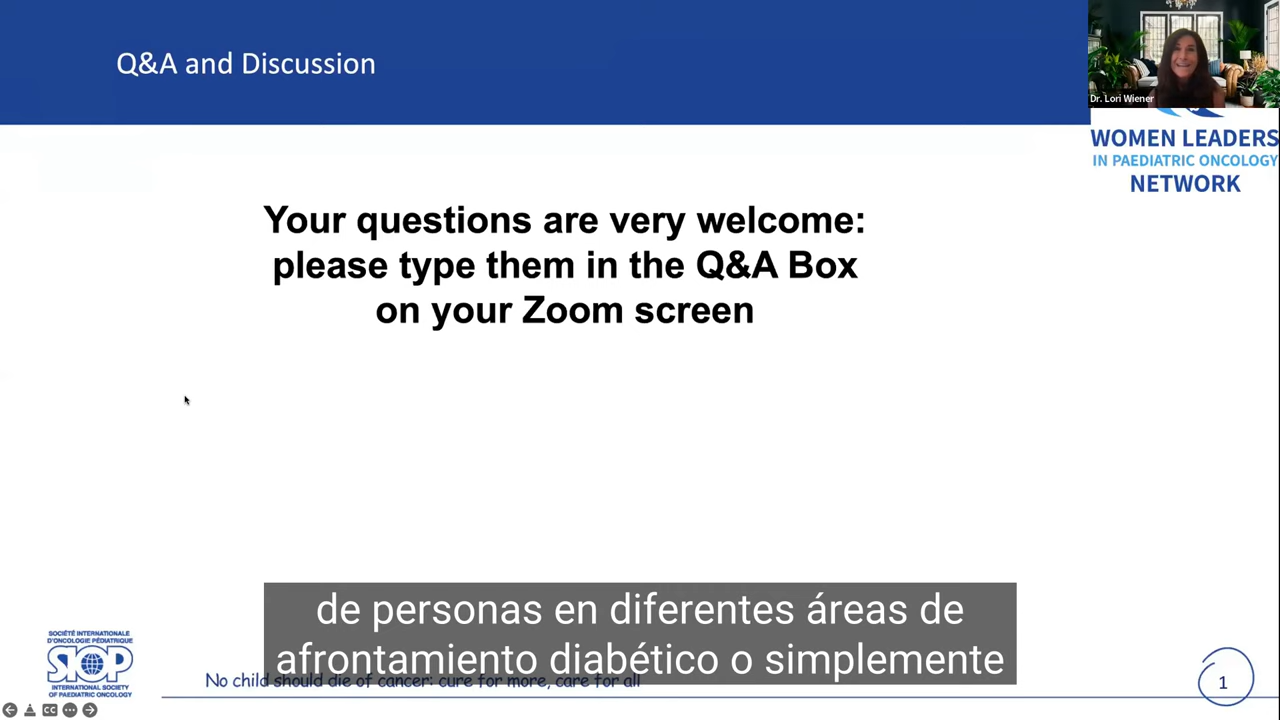 Q&A and Discussion
Dr. Lori Wiener
WOMEN LEADERS
IN PAEDIATRIC ONCOLOGY
NETWORK
Your questions are very welcome:
please type them in the Q&A Box
on your Zoom screen
de personas en diferentes áreas de
afrontamiento diabético o simplemente
SOCIÉTÉ INTERNATIONALE
D'ONCOLOGIE PÉDIATRIQUE
SIOP
INTERNATIONAL SOCIETY
OF PAEDIATRIC ONCOLOGY
No child should die of cancer: cure for more, care for all
1
CC